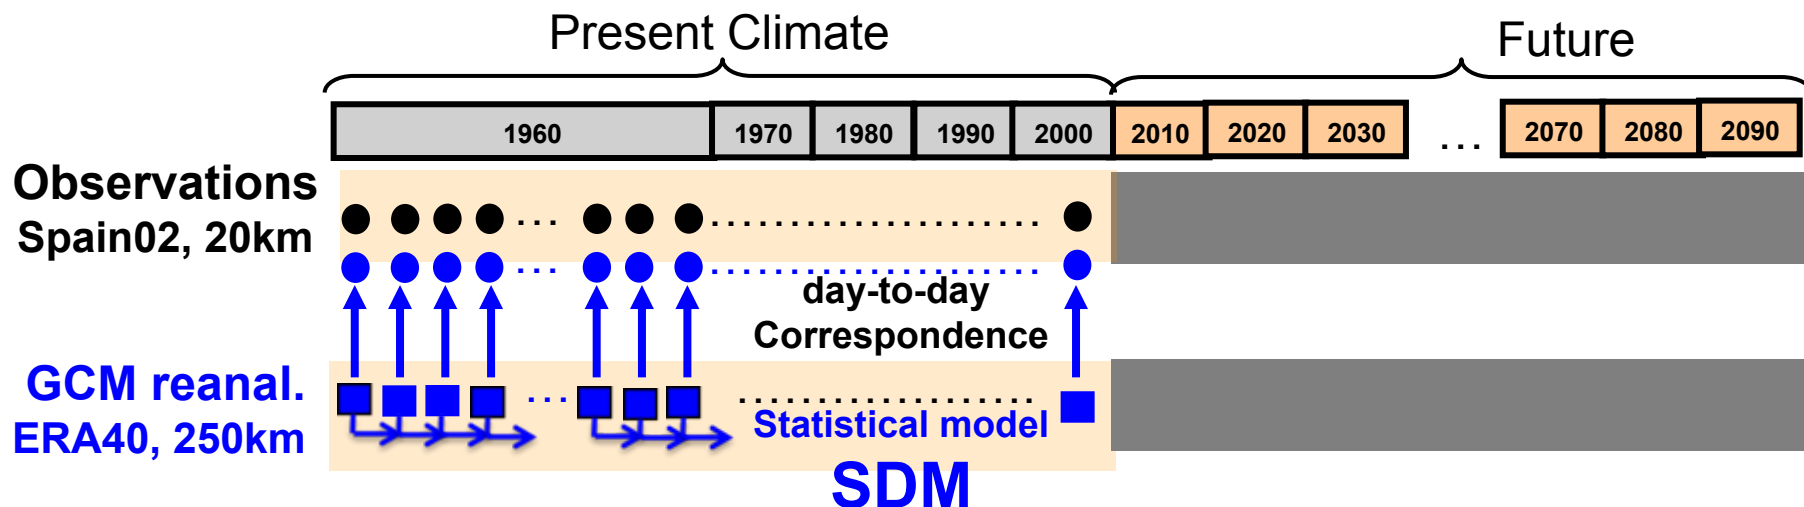 Present Climate
Future
1960 1970 1980 1990 2000 2010 2020 2030 ... 2070 2080 2090
Observations
Spain02, 20km
day-to-day
Correspondence
GCM reanal.
ERA40, 250km
Statistical model
SDM